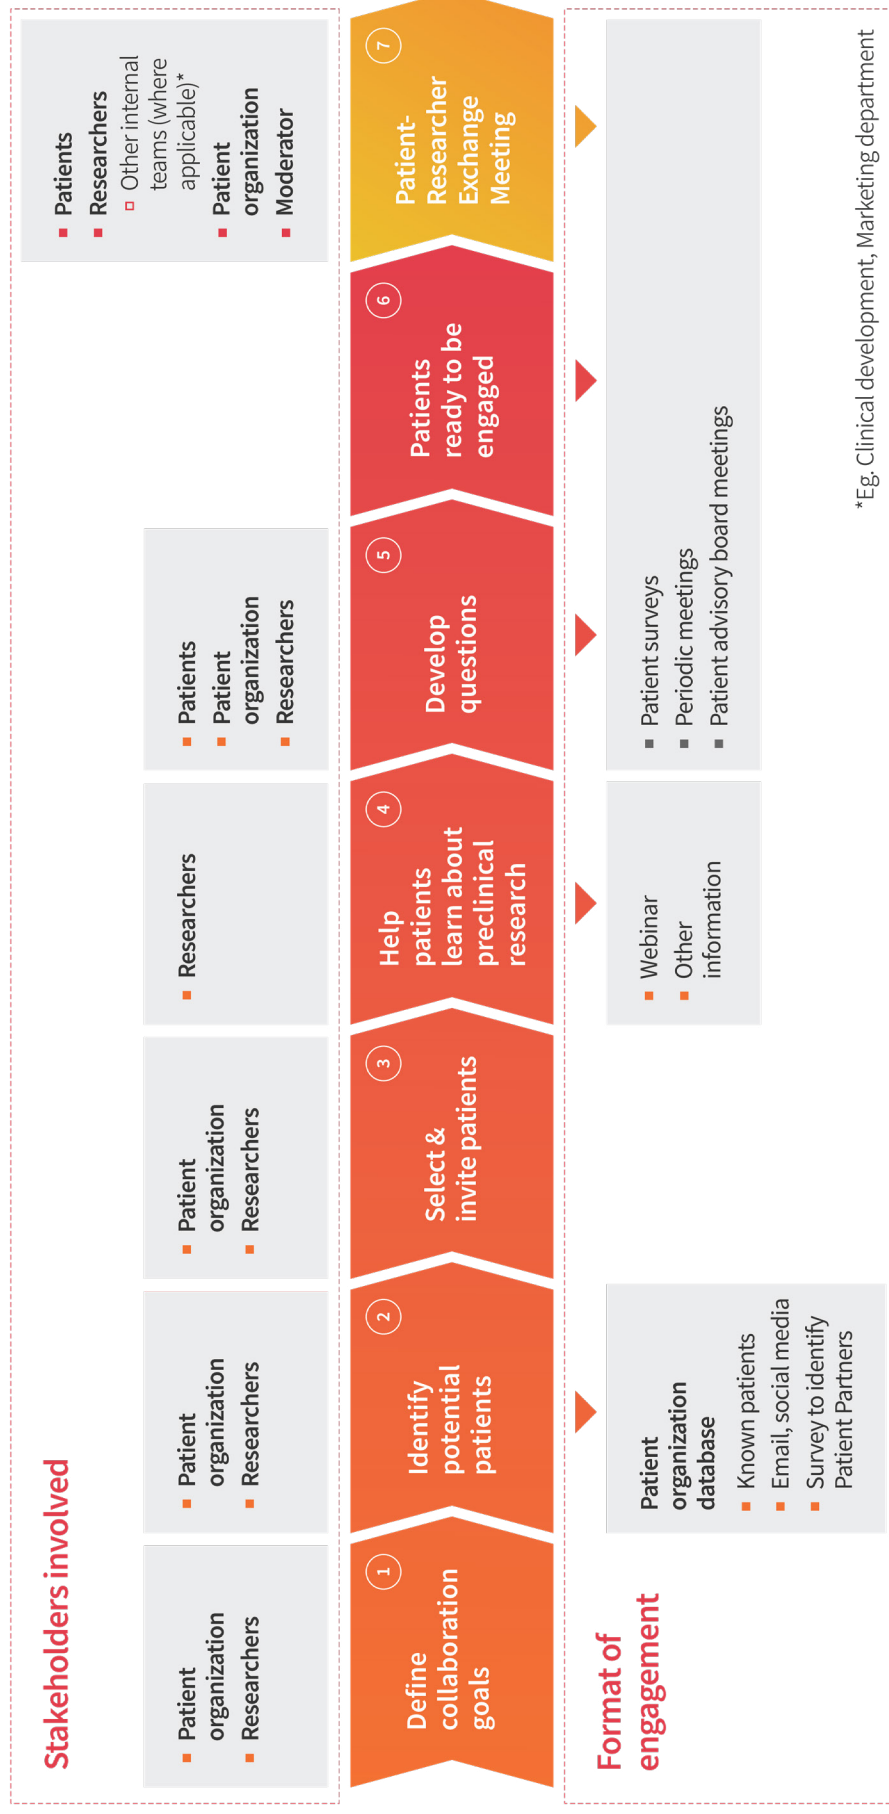 Stakeholders involved
Patient
organization
Researchers
Patient
organization
Researchers
Patient
organization
Researchers
Researchers
Patients
Patient
organization
Researchers
Patients
Researchers
Other internal
teams (where
applicable)*
Patient
organization
Moderator
1
Define
collaboration
goals
2
Identify
potential
patients
3
Select &
invite patients
4
Help
patients
learn about
preclinical
research
5
Develop
questions
6
Patients
ready to be
engaged
7
Patient-
Researcher
Exchange
Meeting
Format of
engagement
Patient
organization
database
Known patients
Email, social media
Survey to identify
Patient Partners
Webinar
Other
information
Patient surveys
Periodic meetings
Patient advisory board meetings
*Eg. Clinical development, Marketing department